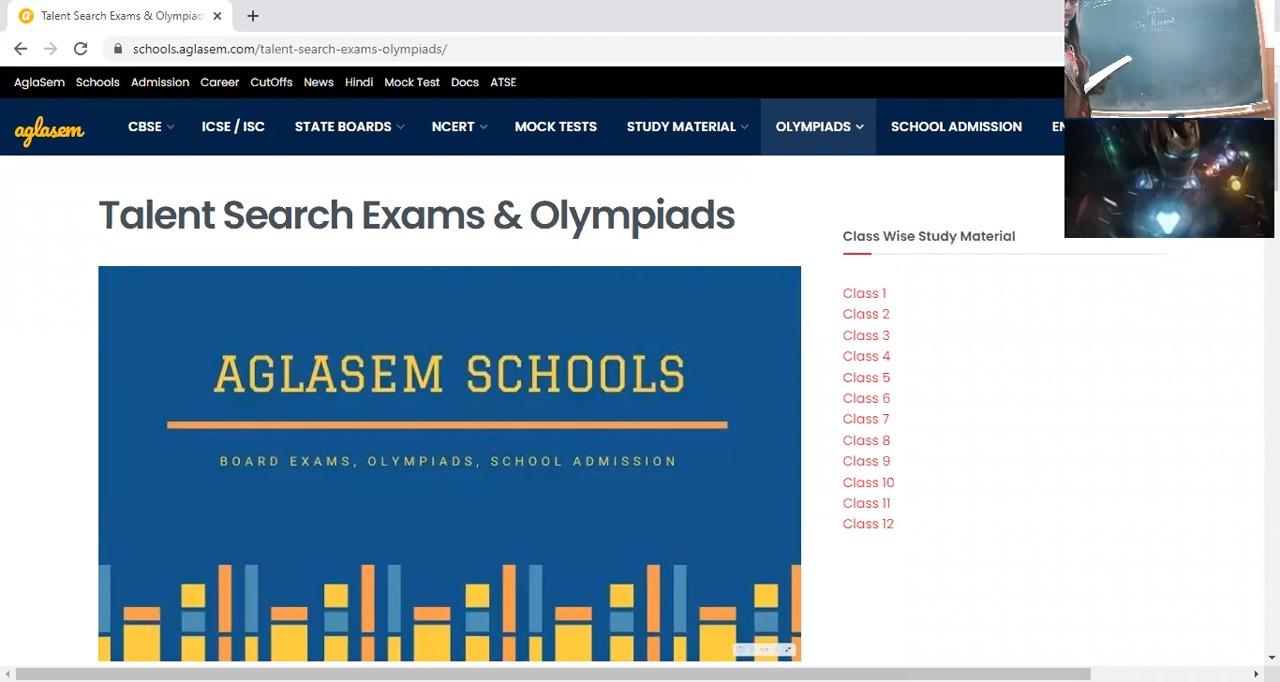 Talent Search Exams & Olympiad
schools.aglasem.com/talent-search-exams-olympiads/
AglaSem Schools Admission Career CutOffs News Hindi Mock Test Docs ATSE
aglasem CBSE ICSE / ISC STATE BOARDS NCERT MOCK TESTS STUDY MATERIAL OLYMPIADS SCHOOL ADMISSION
Talent Search Exams & Olympiads
AGLASEM SCHOOLS
BOARD EXAMS, OLYMPIADS, SCHOOL ADMISSION
Class Wise Study Material
Class 1
Class 2
Class 3
Class 4
Class 5
Class 6
Class 7
Class 8
Class 9
Class 10
Class 11
Class 12